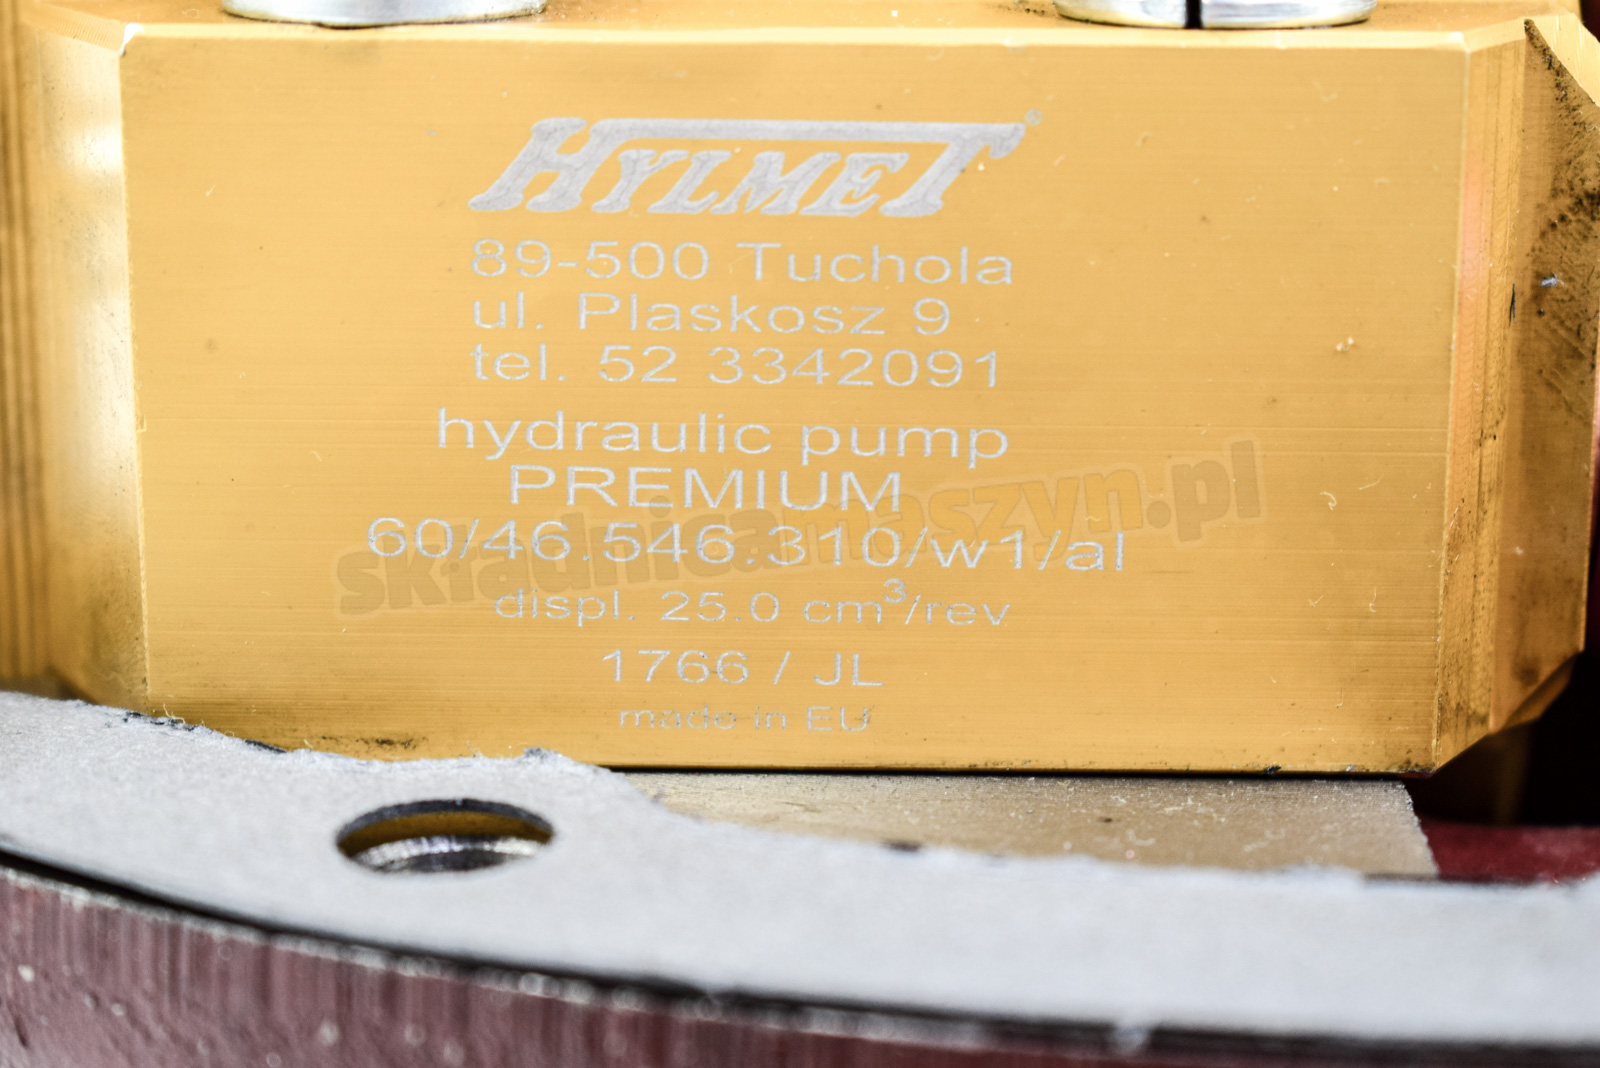 HYLMET®
89-500 Tuchola
ul. Plaskosz 9
tel. 52 3342091
hydraulic pump
PREMIUM
60/46.546.310/w1/al
składnicamaszyn.pl
displ. 25.0 cm³/rev
1766 / JL
made in EU